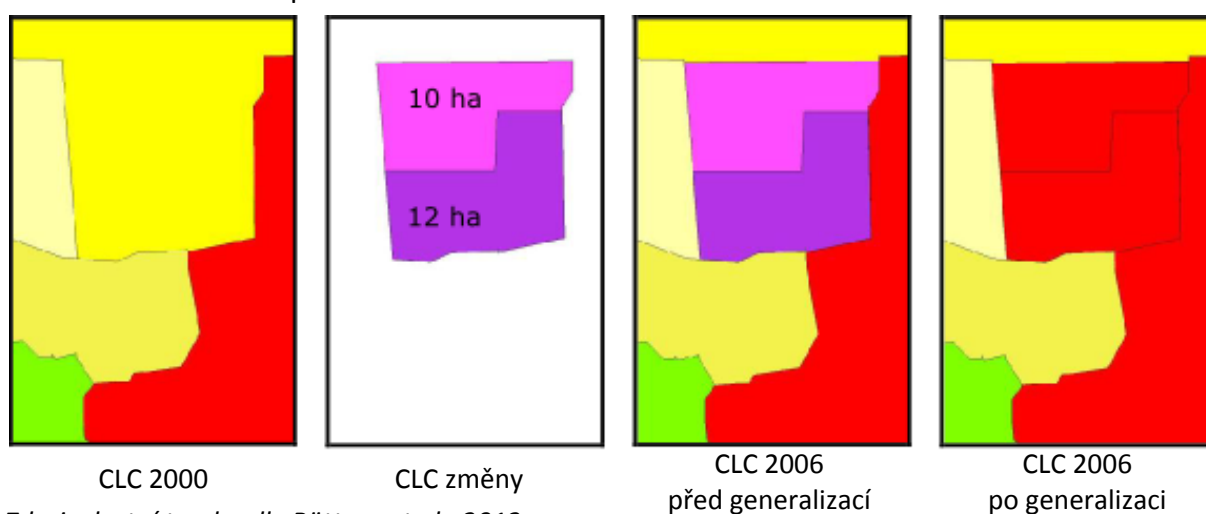 10 ha
12 ha
CLC 2000
CLC změny
CLC 2006
před generalizací
CLC 2006
po generalizaci